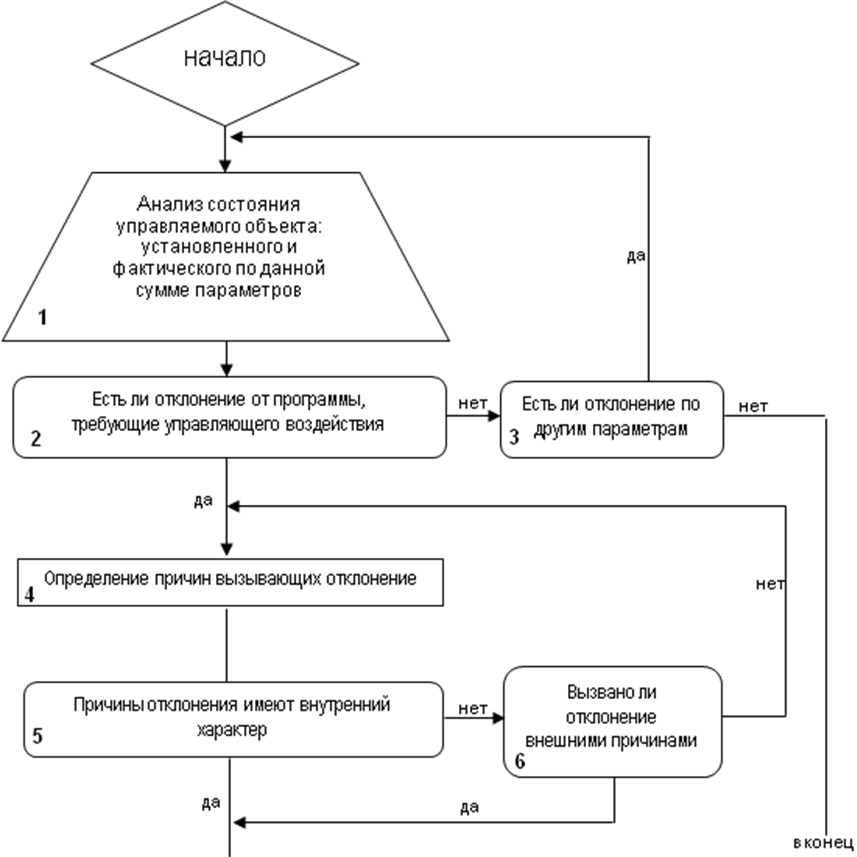 начало
Анализ состояния
управляемого объекта:
установленного и
фактического по данной
сумме параметров
1
да
Есть ли отклонение от программы,
требующие управляющего воздействия
2
нет
Есть ли отклонение по
другим параметрам
3
нет
да
Определение причин вызывающих отклонение
4
нет
Причины отклонения имеют внутренний
характер
5
нет
Вызвано ли
отклонение
внешними причинами
6
да
да
в конец